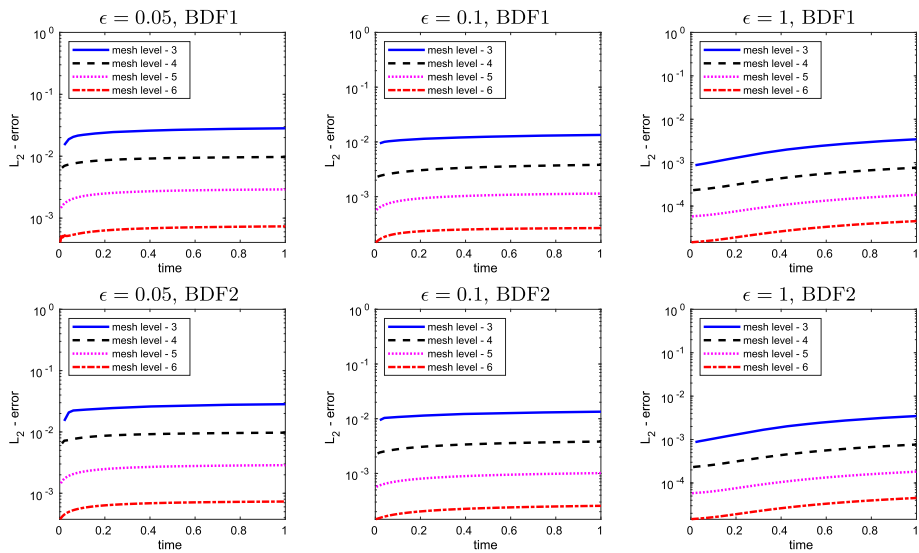 ϵ = 0.05, BDF1
10^0
10^-1
10^-2
10^-3
L2 - error
mesh level - 3
mesh level - 4
mesh level - 5
mesh level - 6
0 0.2 0.4 0.6 0.8 1
time
ϵ = 0.1, BDF1
10^0
10^-1
10^-2
10^-3
L2 - error
mesh level - 3
mesh level - 4
mesh level - 5
mesh level - 6
0 0.2 0.4 0.6 0.8 1
time
ϵ = 1, BDF1
10^0
10^-1
10^-2
10^-3
10^-4
L2 - error
mesh level - 3
mesh level - 4
mesh level - 5
mesh level - 6
0 0.2 0.4 0.6 0.8 1
time
ϵ = 0.05, BDF2
10^0
10^-1
10^-2
10^-3
L2 - error
mesh level - 3
mesh level - 4
mesh level - 5
mesh level - 6
0 0.2 0.4 0.6 0.8 1
time
ϵ = 0.1, BDF2
10^0
10^-1
10^-2
10^-3
L2 - error
mesh level - 3
mesh level - 4
mesh level - 5
mesh level - 6
0 0.2 0.4 0.6 0.8 1
time
ϵ = 1, BDF2
10^0
10^-1
10^-2
10^-3
10^-4
L2 - error
mesh level - 3
mesh level - 4
mesh level - 5
mesh level - 6
0 0.2 0.4 0.6 0.8 1
time